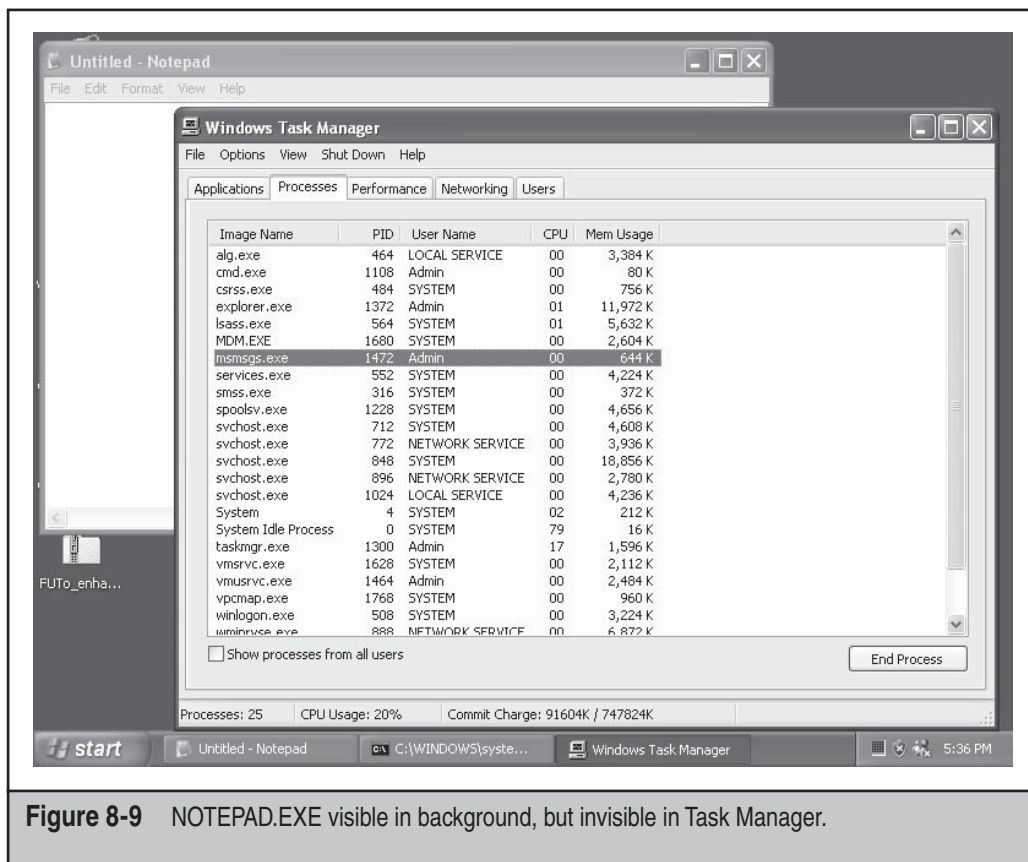 Untitled - Notepad
File Edit Format View Help
Windows Task Manager
File Options View Shut Down Help
Applications Processes Performance Networking Users
Image Name PID User Name CPU Mem Usage
alg.exe 464 LOCAL SERVICE 00 3,384 K
cmd.exe 1108 Admin 00 80 K
csrss.exe 484 SYSTEM 00 756 K
explorer.exe 1372 Admin 01 11,972 K
lsass.exe 564 SYSTEM 01 5,632 K
MDM.EXE 1680 SYSTEM 00 2,604 K
msmsgs.exe 1472 Admin 00 644 K
services.exe 552 SYSTEM 00 4,224 K
smss.exe 316 SYSTEM 00 372 K
spoolsv.exe 1228 SYSTEM 00 4,656 K
svchost.exe 712 SYSTEM 00 4,608 K
svchost.exe 772 NETWORK SERVICE 00 3,936 K
svchost.exe 848 SYSTEM 00 18,856 K
svchost.exe 896 NETWORK SERVICE 00 2,780 K
svchost.exe 1024 LOCAL SERVICE 00 4,236 K
System 4 SYSTEM 02 212 K
System Idle Process 0 SYSTEM 79 16 K
taskmgr.exe 1300 Admin 17 1,596 K
vmsrvc.exe 1628 SYSTEM 00 2,112 K
vmusrvc.exe 1464 Admin 00 2,484 K
vpcmap.exe 1768 SYSTEM 00 960 K
winlogon.exe 508 SYSTEM 00 3,224 K
wmiprvse.exe 888 NETWORK SERVICE 00 6,872 K
FUTo_enha...
Show processes from all users
End Process
Processes: 25 CPU Usage: 20% Commit Charge: 91604K / 747824K
start Untitled - Notepad C:\WINDOWS\syste... Windows Task Manager 5:36 PM
Figure 8-9 NOTEPAD.EXE visible in background, but invisible in Task Manager.